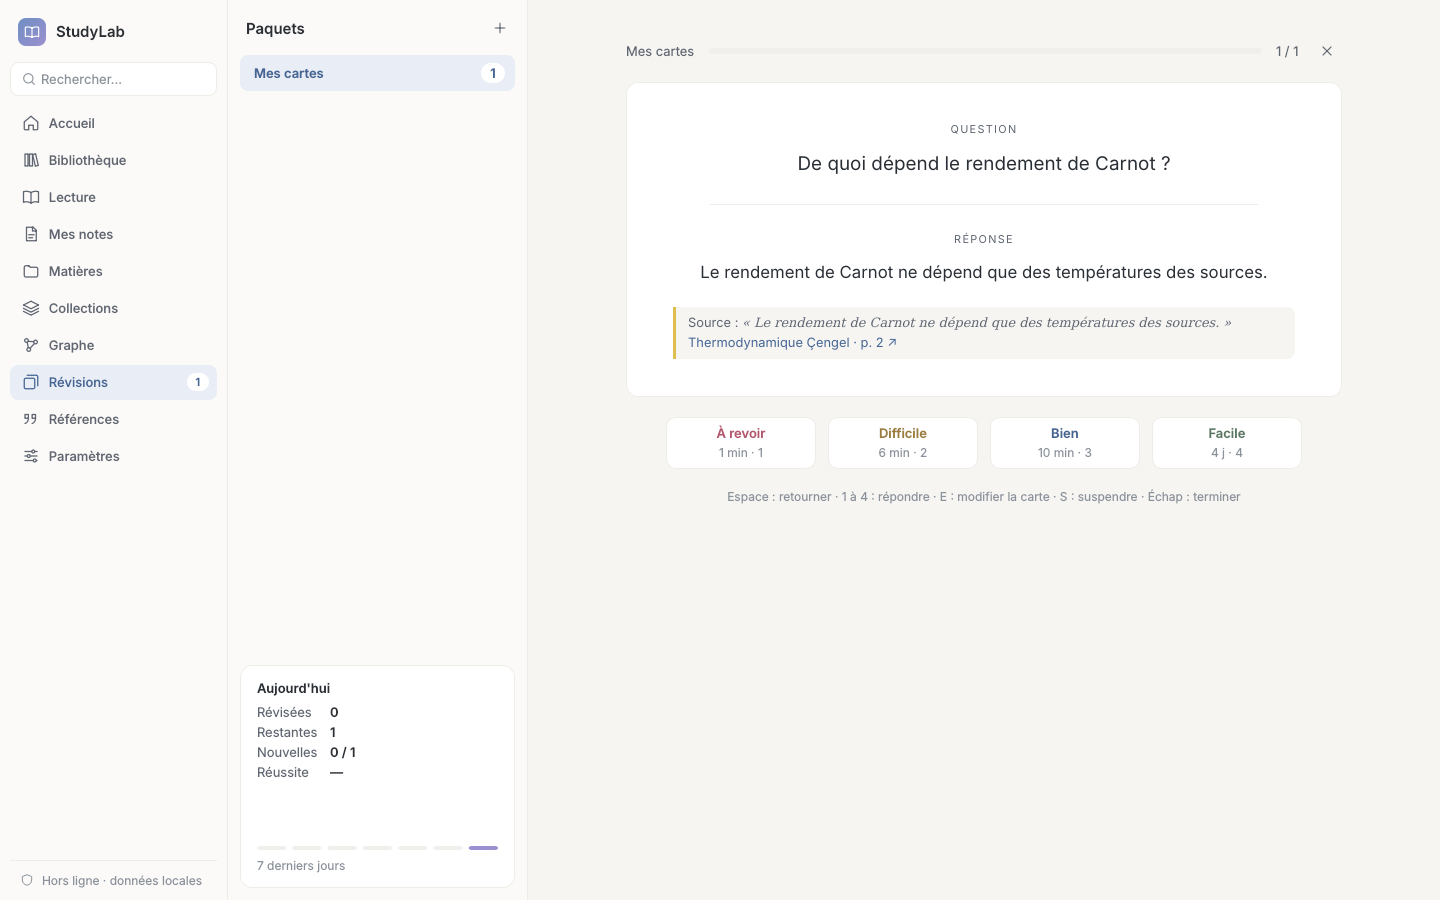 StudyLab
Rechercher...
Accueil
Bibliothèque
Lecture
Mes notes
Matières
Collections
Graphe
Révisions 1
Références
Paramètres
Hors ligne · données locales
Paquets
Mes cartes 1
Aujourd'hui
Révisées 0
Restantes 1
Nouvelles 0 / 1
Réussite —
7 derniers jours
Mes cartes 1 / 1
QUESTION
De quoi dépend le rendement de Carnot ?
RÉPONSE
Le rendement de Carnot ne dépend que des températures des sources.
Source : « Le rendement de Carnot ne dépend que des températures des sources. »
Thermodynamique Çengel · p. 2 ↗
À revoir
1 min · 1
Difficile
6 min · 2
Bien
10 min · 3
Facile
4 j · 4
Espace : retourner · 1 à 4 : répondre · E : modifier la carte · S : suspendre · Échap : terminer